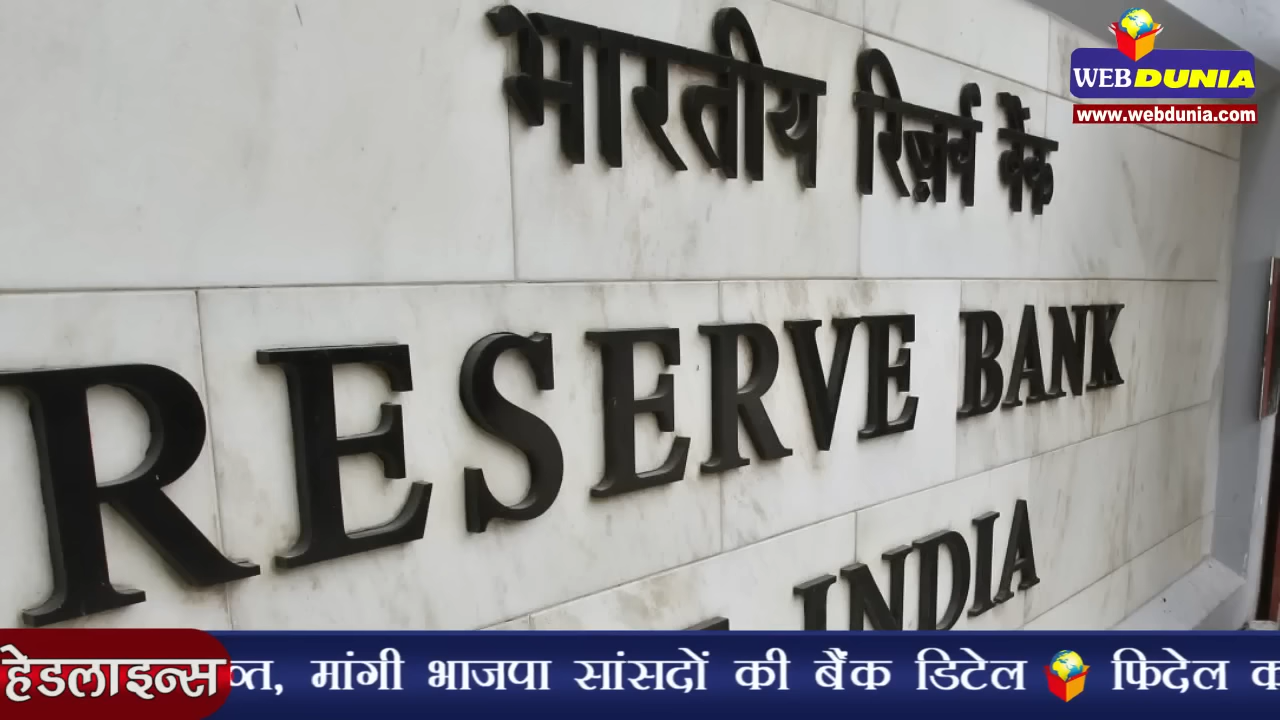 भारतीय रिज़र्व बैंक
WEBDUNIA
www.webdunia.com
RESERVE BANK
INDIA
हेडलाइन्स
मांगी भाजपा सांसदों की बैंक डिटेल
फिदेल